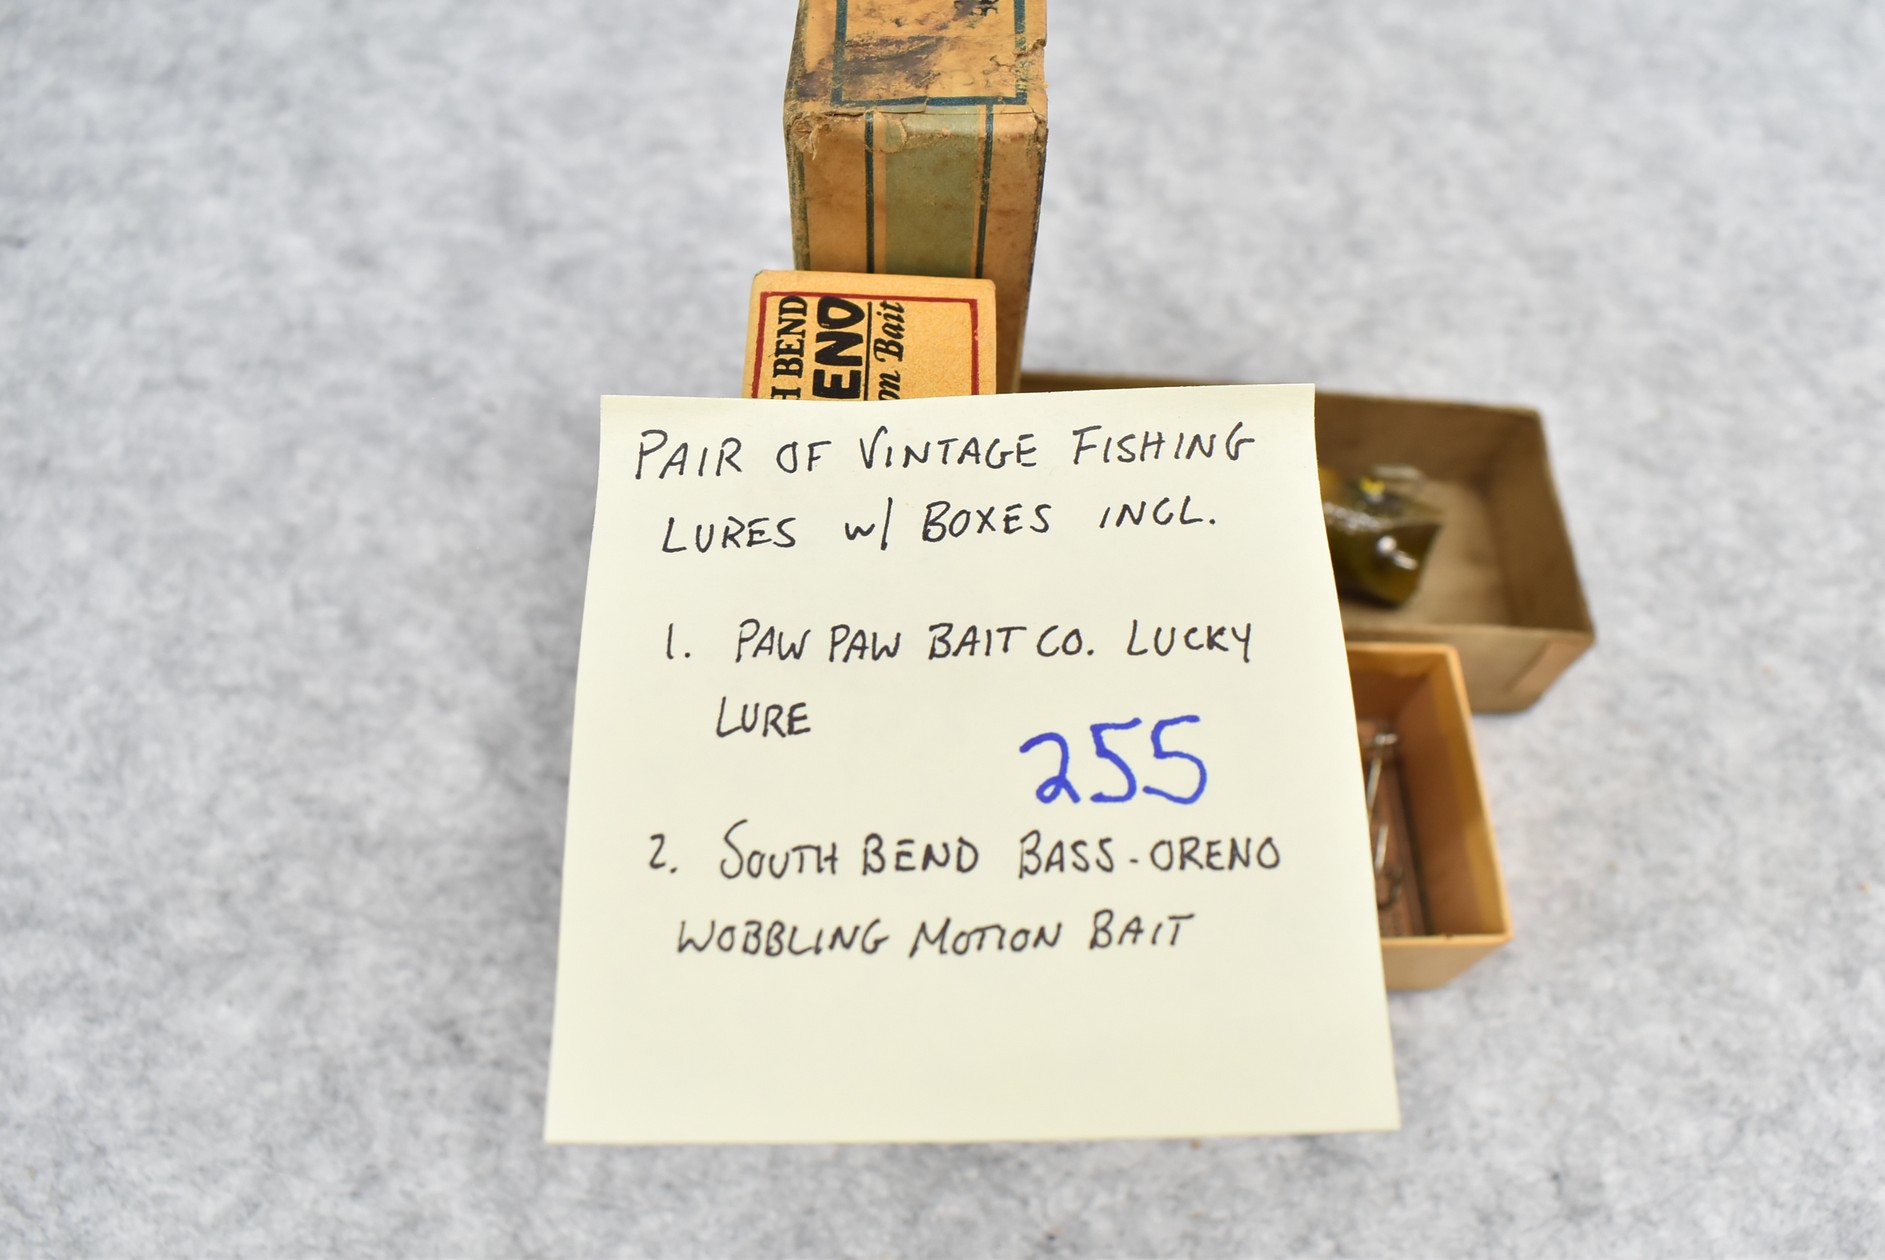 H BEND
ENO
on Bait
PAIR OF VINTAGE FISHING
LURES w/ BOXES INCL.
1. PAW PAW BAIT CO. LUCKY
LURE
255
2. SOUTH BEND BASS-ORENO
WOBBLING MOTION BAIT